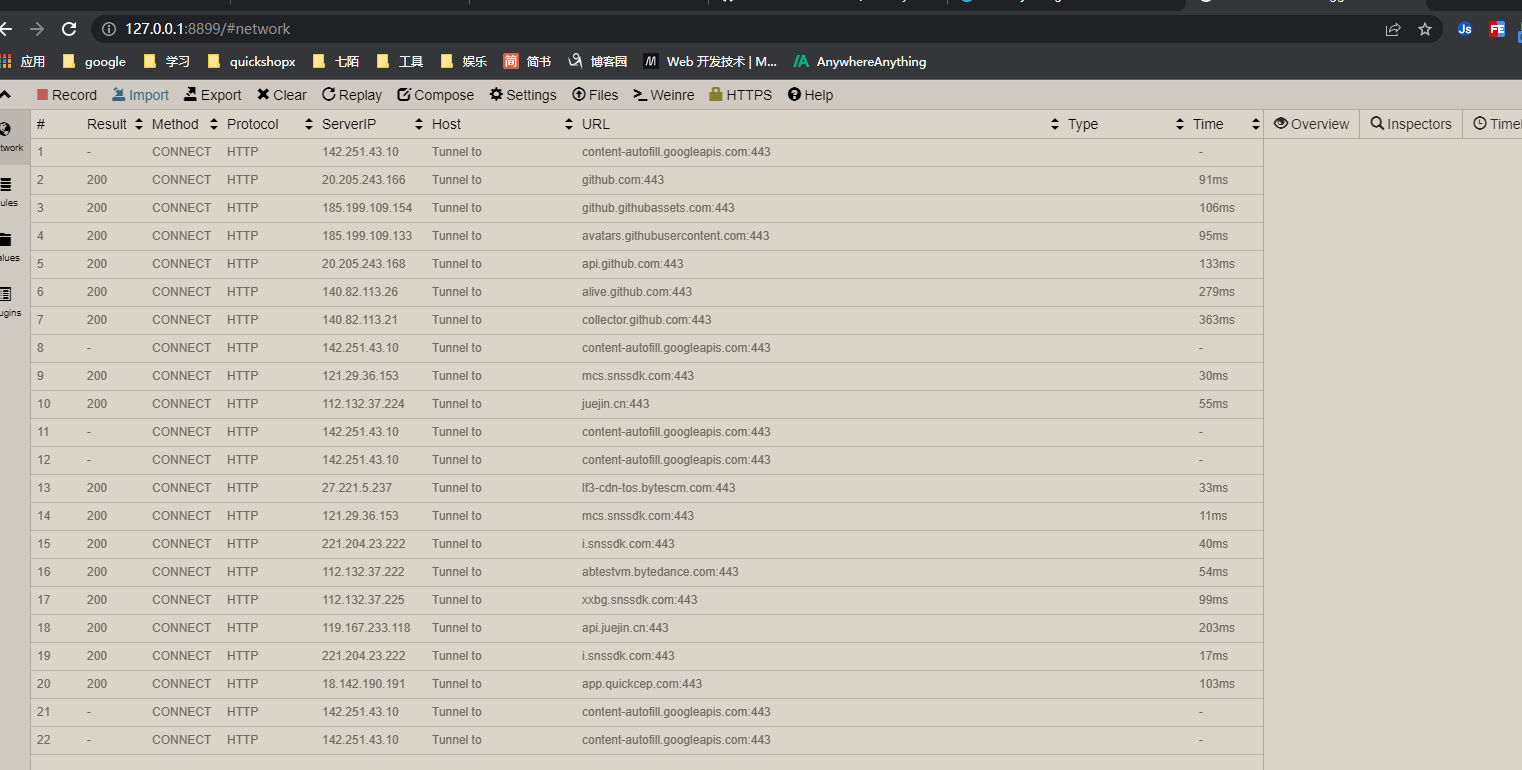 127.0.0.1:8899/#network
应用 google 学习 quickshopx 七陌 工具 娱乐 简 简书 博客园 Web 开发技术 | M... AnywhereAnything
Record Import Export Clear Replay Compose Settings Files Weinre HTTPS Help
# Result Method Protocol ServerIP Host URL Type Time Overview Inspectors
1 - CONNECT HTTP 142.251.43.10 Tunnel to content-autofill.googleapis.com:443 -
2 200 CONNECT HTTP 20.205.243.166 Tunnel to github.com:443 91ms
3 200 CONNECT HTTP 185.199.109.154 Tunnel to github.githubassets.com:443 106ms
4 200 CONNECT HTTP 185.199.109.133 Tunnel to avatars.githubusercontent.com:443 95ms
5 200 CONNECT HTTP 20.205.243.168 Tunnel to api.github.com:443 133ms
6 200 CONNECT HTTP 140.82.113.26 Tunnel to alive.github.com:443 279ms
7 200 CONNECT HTTP 140.82.113.21 Tunnel to collector.github.com:443 363ms
8 - CONNECT HTTP 142.251.43.10 Tunnel to content-autofill.googleapis.com:443 -
9 200 CONNECT HTTP 121.29.36.153 Tunnel to mcs.snssdk.com:443 30ms
10 200 CONNECT HTTP 112.132.37.224 Tunnel to juejin.cn:443 55ms
11 - CONNECT HTTP 142.251.43.10 Tunnel to content-autofill.googleapis.com:443 -
12 - CONNECT HTTP 142.251.43.10 Tunnel to content-autofill.googleapis.com:443 -
13 200 CONNECT HTTP 27.221.5.237 Tunnel to lf3-cdn-tos.bytescm.com:443 33ms
14 200 CONNECT HTTP 121.29.36.153 Tunnel to mcs.snssdk.com:443 11ms
15 200 CONNECT HTTP 221.204.23.222 Tunnel to i.snssdk.com:443 40ms
16 200 CONNECT HTTP 112.132.37.222 Tunnel to abtestvm.bytedance.com:443 54ms
17 200 CONNECT HTTP 112.132.37.225 Tunnel to xxbg.snssdk.com:443 99ms
18 200 CONNECT HTTP 119.167.233.118 Tunnel to api.juejin.cn:443 203ms
19 200 CONNECT HTTP 221.204.23.222 Tunnel to i.snssdk.com:443 17ms
20 200 CONNECT HTTP 18.142.190.191 Tunnel to app.quickcep.com:443 103ms
21 - CONNECT HTTP 142.251.43.10 Tunnel to content-autofill.googleapis.com:443 -
22 - CONNECT HTTP 142.251.43.10 Tunnel to content-autofill.googleapis.com:443 -